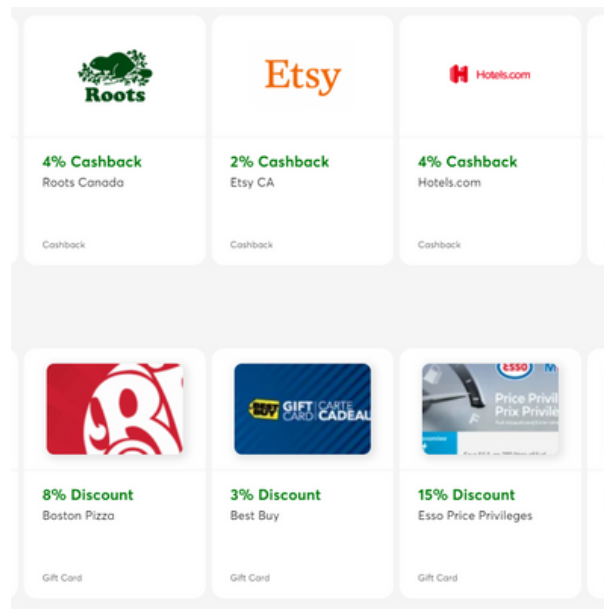 Roots
Etsy
Hotels.com
4% Cashback
2% Cashback
4% Cashback
Roots Canada
Etsy CA
Hotels.com
Cashback
Cashback
Cashback
BEST BUY
GIFT CARTE
CARD CADEAU
Esso
Price Privil
Prix Privile
8% Discount
3% Discount
15% Discount
Boston Pizza
Best Buy
Esso Price Privileges
Gift Card
Gift Card
Gift Card